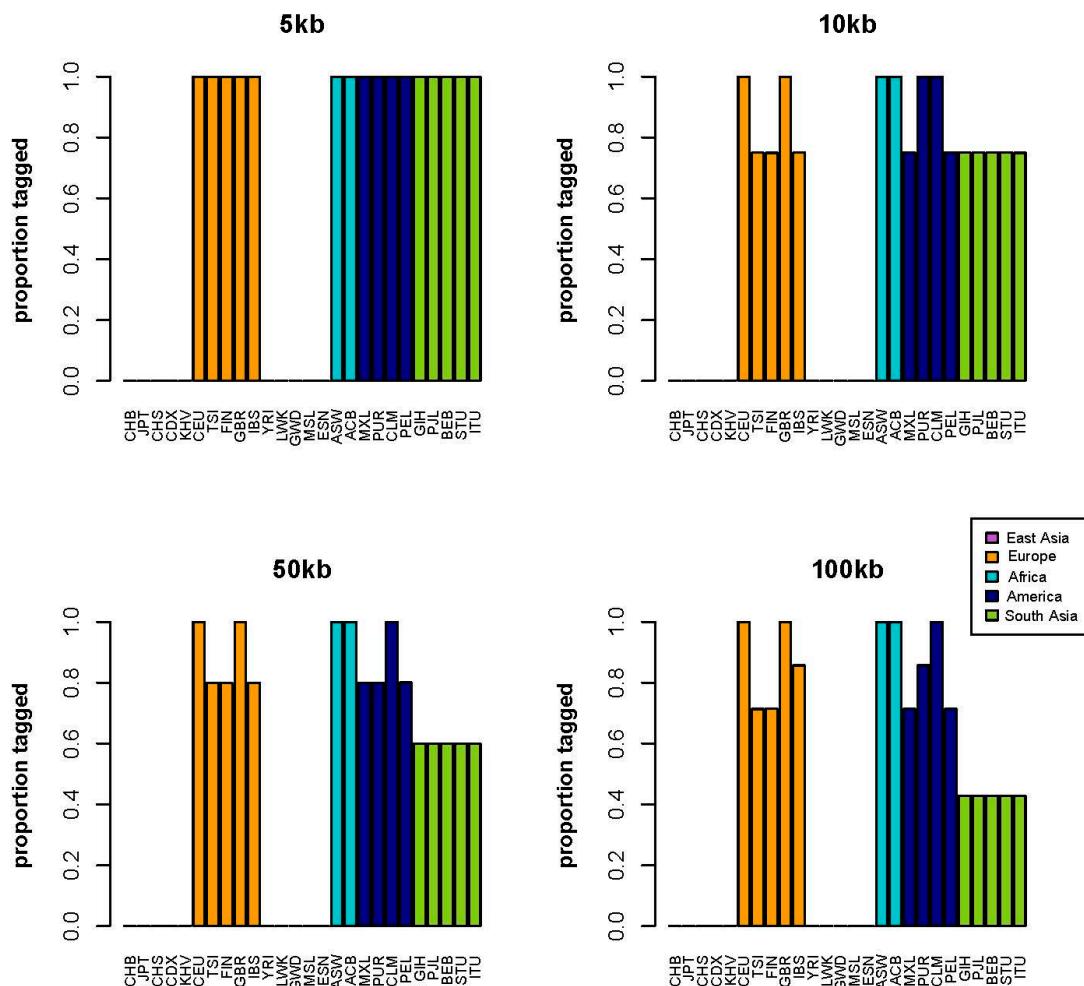 5kb
proportion tagged
0.0 0.2 0.4 0.6 0.8 1.0
CHB JPT CHS CDX KHV CEU TSI FIN GBR IBS YRI LWK GWD MSL ESN ASW ACB MXL PUR CLM PEL GIH PJL BEB STU ITU
10kb
proportion tagged
0.0 0.2 0.4 0.6 0.8 1.0
CHB JPT CHS CDX KHV CEU TSI FIN GBR IBS YRI LWK GWD MSL ESN ASW ACB MXL PUR CLM PEL GIH PJL BEB STU ITU
East Asia
Europe
Africa
America
South Asia
50kb
proportion tagged
0.0 0.2 0.4 0.6 0.8 1.0
CHB JPT CHS CDX KHV CEU TSI FIN GBR IBS YRI LWK GWD MSL ESN ASW ACB MXL PUR CLM PEL GIH PJL BEB STU ITU
100kb
proportion tagged
0.0 0.2 0.4 0.6 0.8 1.0
CHB JPT CHS CDX KHV CEU TSI FIN GBR IBS YRI LWK GWD MSL ESN ASW ACB MXL PUR CLM PEL GIH PJL BEB STU ITU